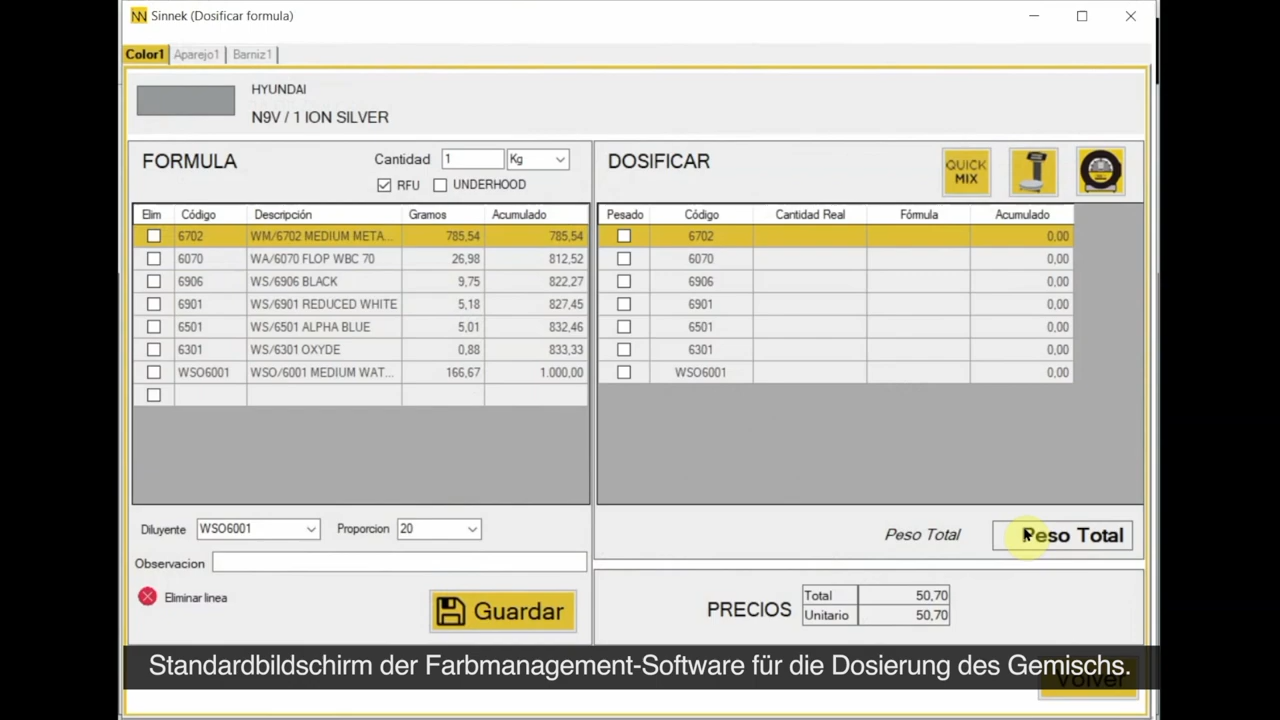 Sinnek (Dosificar formula)
Color1 Aparejo1 Barniz1
HYUNDAI
N9V / 1 ION SILVER
FORMULA Cantidad 1 Kg
RFU UNDERHOOD
Elim Código Descripción Gramos Acumulado
6702 WM/6702 MEDIUM META... 785,54 785,54
6070 WA/6070 FLOP WBC 70 26,98 812,52
6906 WS/6906 BLACK 9,75 822,27
6901 WS/6901 REDUCED WHITE 5,18 827,45
6501 WS/6501 ALPHA BLUE 5,01 832,46
6301 WS/6301 OXYDE 0,88 833,33
WSO6001 WSO/6001 MEDIUM WAT... 166,67 1.000,00
Diluyente WSO6001 Proporcion 20
Observacion
Eliminar linea
Guardar
DOSIFICAR QUICK MIX
Pesado Código Cantidad Real Fórmula Acumulado
6702 0,00
6070 0,00
6906 0,00
6901 0,00
6501 0,00
6301 0,00
WSO6001 0,00
Peso Total Peso Total
PRECIOS
Total 50,70
Unitario 50,70
Volver
Standardbildschirm der Farbmanagement-Software für die Dosierung des Gemischs.